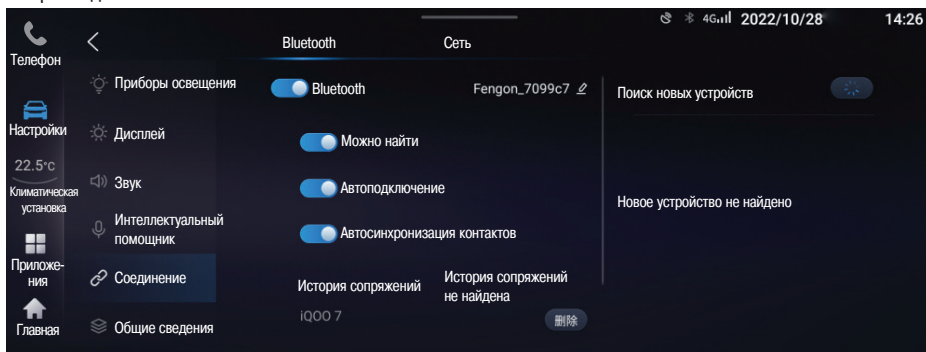 4G 2022/10/28 14:26
Телефон
Настройки
22.5°C
Климатическая
установка
Приложе-
ния
Главная
Приборы освещения
Дисплей
Звук
Интеллектуальный
помощник
Соединение
Общие сведения
Bluetooth Сеть
Bluetooth Fengon_7099c7
Можно найти
Автоподключение
Автосинхронизация контактов
История сопряжений
История сопряжений
не найдена
iQOO 7 删除
Поиск новых устройств
Новое устройство не найдено